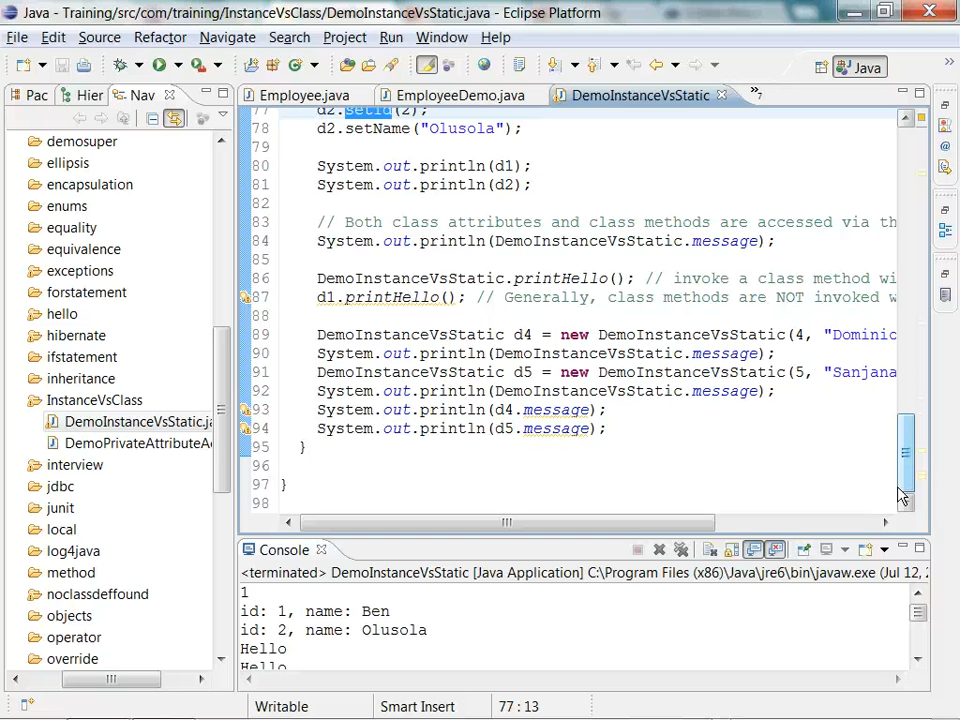 Java - Training/src/com/training/InstanceVsClass/DemoInstanceVsStatic.java - Eclipse Platform
File Edit Source Refactor Navigate Search Project Run Window Help
Java
Pac Hier Nav
Employee.java EmployeeDemo.java DemoInstanceVsStatic 7
demosuper
ellipsis
encapsulation
enums
equality
equivalence
exceptions
forstatement
hello
hibernate
ifstatement
inheritance
InstanceVsClass
DemoInstanceVsStatic.ja
DemoPrivateAttributeAc
interview
jdbc
junit
local
log4java
method
noclassdeffound
objects
operator
override
77 d2.setId(2);
78 d2.setName("Olusola");
79
80 System.out.println(d1);
81 System.out.println(d2);
82
83 // Both class attributes and class methods are accessed via th
84 System.out.println(DemoInstanceVsStatic.message);
85
86 DemoInstanceVsStatic.printHello(); // invoke a class method wi
87 d1.printHello(); // Generally, class methods are NOT invoked w
88
89 DemoInstanceVsStatic d4 = new DemoInstanceVsStatic(4, "Dominic
90 System.out.println(DemoInstanceVsStatic.message);
91 DemoInstanceVsStatic d5 = new DemoInstanceVsStatic(5, "Sanjana
92 System.out.println(DemoInstanceVsStatic.message);
93 System.out.println(d4.message);
94 System.out.println(d5.message);
95 }
96
97 }
98
Console
<terminated> DemoInstanceVsStatic [Java Application] C:\Program Files (x86)\Java\jre6\bin\javaw.exe (Jul 12, 2
1
id: 1, name: Ben
id: 2, name: Olusola
Hello
Hello
Writable Smart Insert 77 : 13